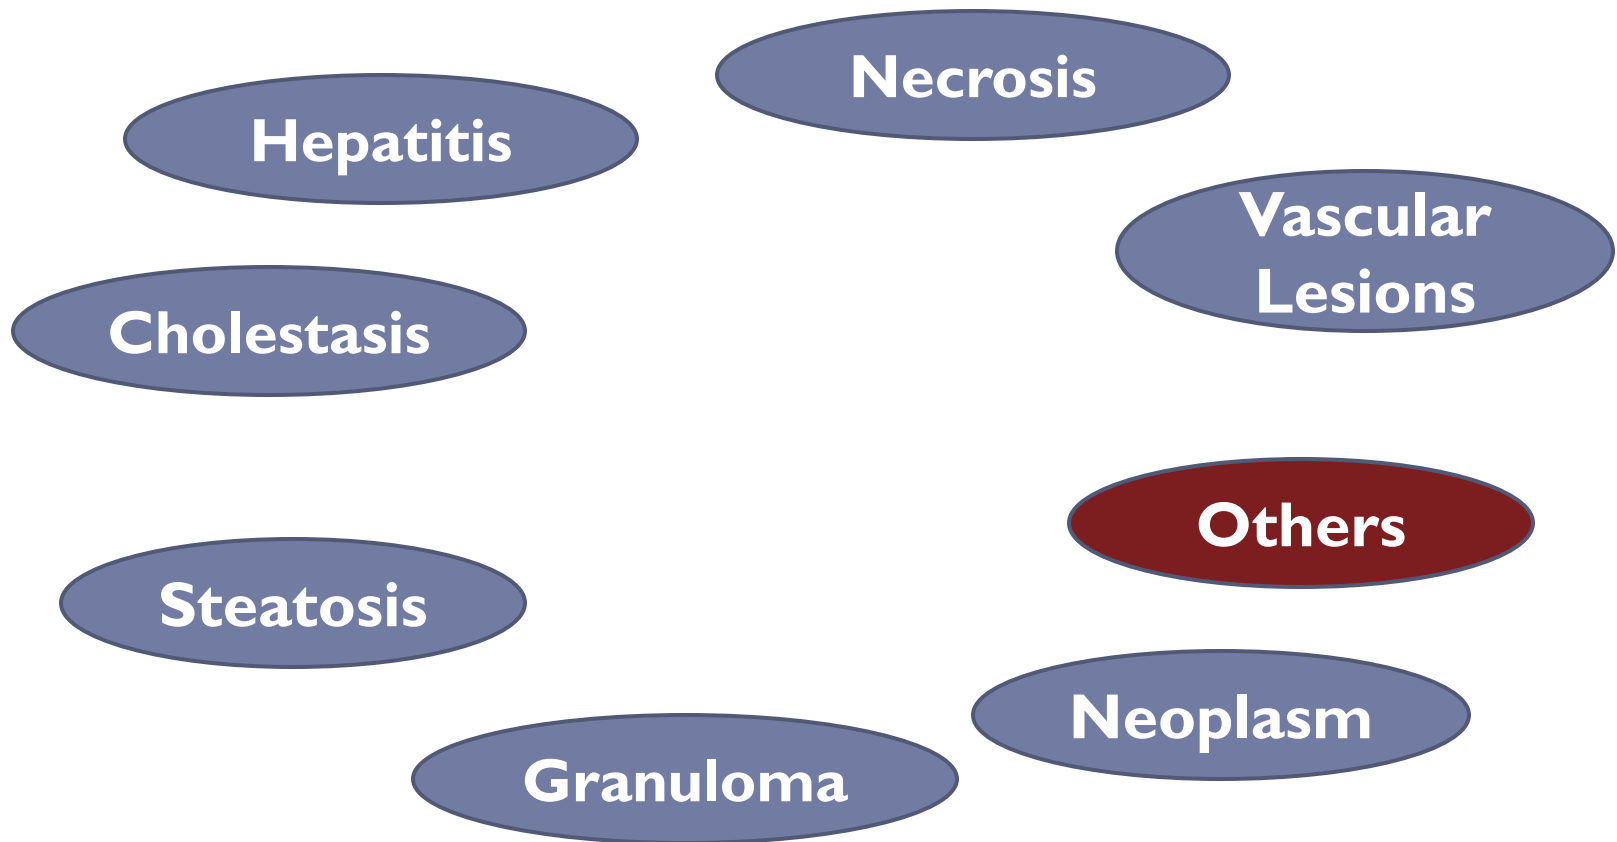 Necrosis
Hepatitis
Vascular
Lesions
Cholestasis
Others
Steatosis
Neoplasm
Granuloma